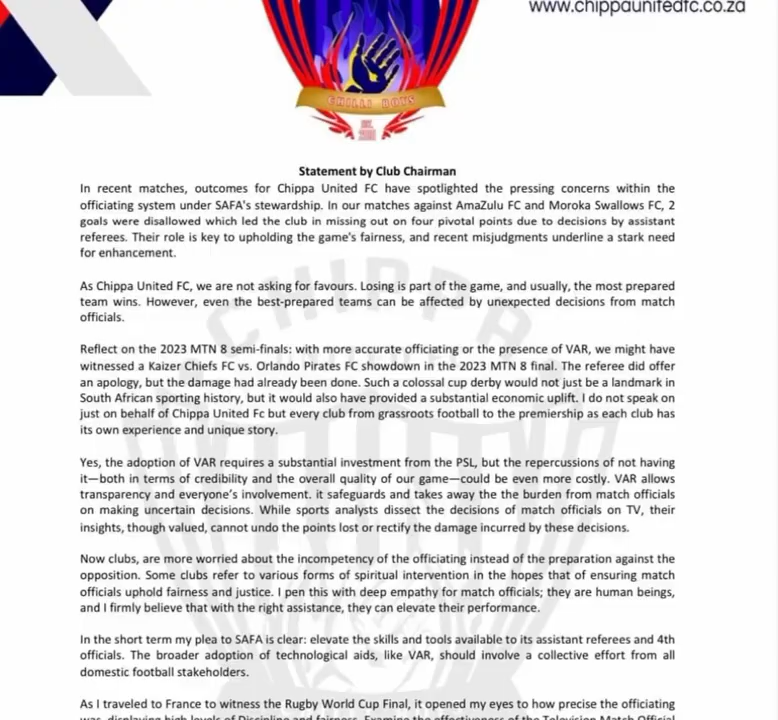 www.chippaunitedfc.co.za
CHILLI BOYS
Statement by Club Chairman
In recent matches, outcomes for Chippa United FC have spotlighted the pressing concerns within the
officiating system under SAFA's stewardship. In our matches against AmaZulu FC and Moroka Swallows FC, 2
goals were disallowed which led the club in missing out on four pivotal points due to decisions by assistant
referees. Their role is key to upholding the game's fairness, and recent misjudgments underline a stark need
for enhancement.
As Chippa United FC, we are not asking for favours. Losing is part of the game, and usually, the most prepared
team wins. However, even the best-prepared teams can be affected by unexpected decisions from match
officials.
Reflect on the 2023 MTN 8 semi-finals: with more accurate officiating or the presence of VAR, we might have
witnessed a Kaizer Chiefs FC vs. Orlando Pirates FC showdown in the 2023 MTN 8 final. The referee did offer
an apology, but the damage had already been done. Such a colossal cup derby would not just be a landmark in
South African sporting history, but it would also have provided a substantial economic uplift. I do not speak on
just on behalf of Chippa United Fc but every club from grassroots football to the premiership as each club has
its own experience and unique story.
Yes, the adoption of VAR requires a substantial investment from the PSL, but the repercussions of not having
it—both in terms of credibility and the overall quality of our game—could be even more costly. VAR allows
transparency and everyone's involvement. it safeguards and takes away the the burden from match officials
on making uncertain decisions. While sports analysts dissect the decisions of match officials on TV, their
insights, though valued, cannot undo the points lost or rectify the damage incurred by these decisions.
Now clubs, are more worried about the incompetency of the officiating instead of the preparation against the
opposition. Some clubs refer to various forms of spiritual intervention in the hopes that of ensuring match
officials uphold fairness and justice. I pen this with deep empathy for match officials; they are human beings,
and I firmly believe that with the right assistance, they can elevate their performance.
In the short term my plea to SAFA is clear: elevate the skills and tools available to its assistant referees and 4th
officials. The broader adoption of technological aids, like VAR, should involve a collective effort from all
domestic football stakeholders.
As I traveled to France to witness the Rugby World Cup Final, it opened my eyes to how precise the officiating
was, displaying high levels of Discipline and fairness. Examine the effectiveness of the Television Match Official